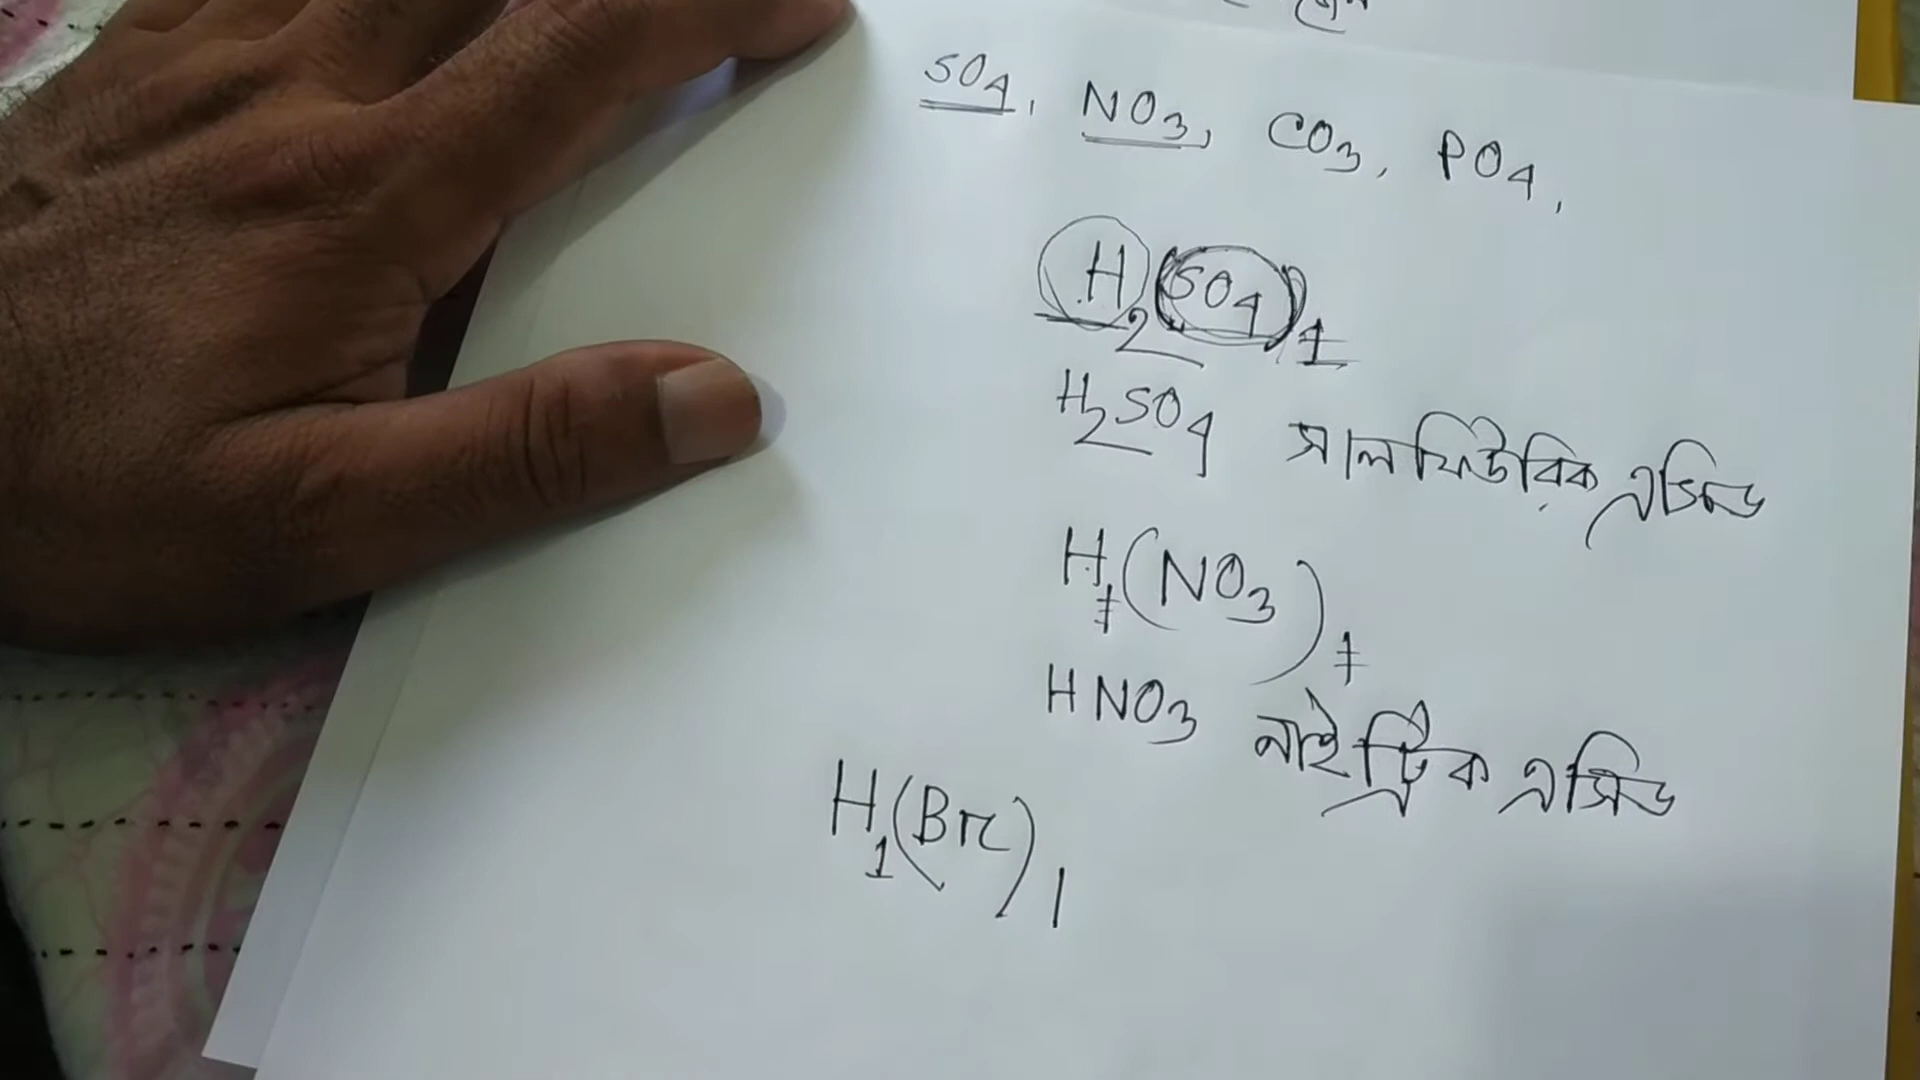 SO4, NO3, CO3, PO4,
H2(SO4)1
H2SO4 সালফিউরিক এসিড
H1(NO3)1
HNO3 নাইট্রিক এসিড
H1(Br)1